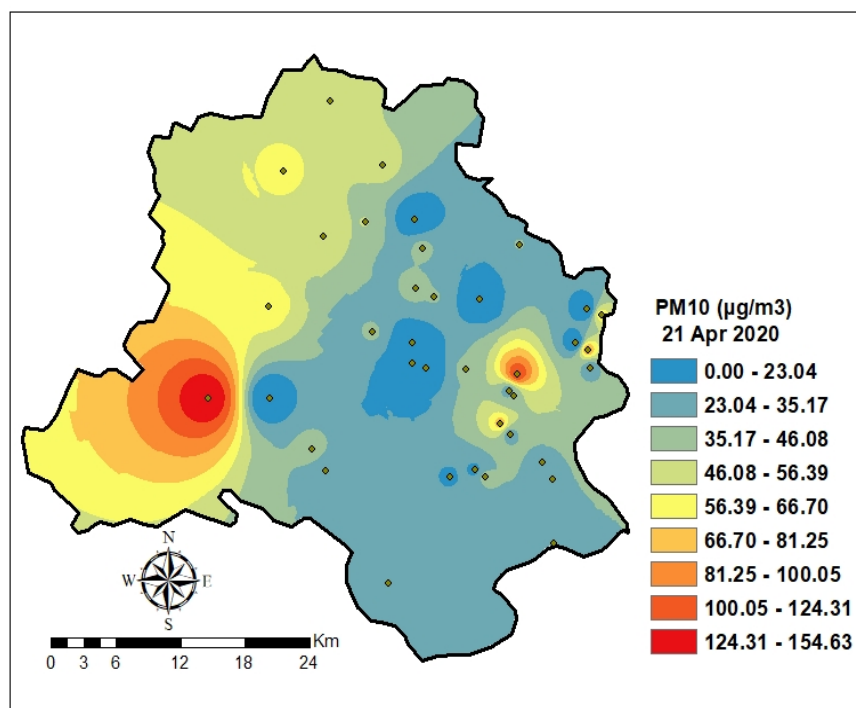 PM10 (µg/m3)
21 Apr 2020
0.00 - 23.04
23.04 - 35.17
35.17 - 46.08
46.08 - 56.39
56.39 - 66.70
66.70 - 81.25
81.25 - 100.05
100.05 - 124.31
124.31 - 154.63
N
W E
S
Km
0 3 6 12 18 24